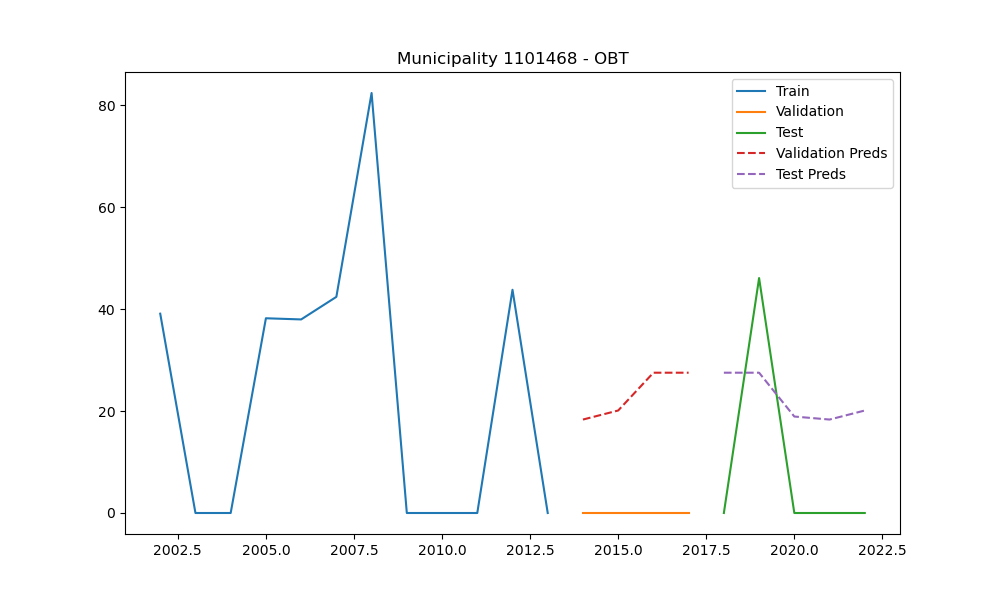 Municipality 1101468 - OBT
Train
Validation
Test
Validation Preds
Test Preds
80
60
40
20
0
2002.5 2005.0 2007.5 2010.0 2012.5 2015.0 2017.5 2020.0 2022.5